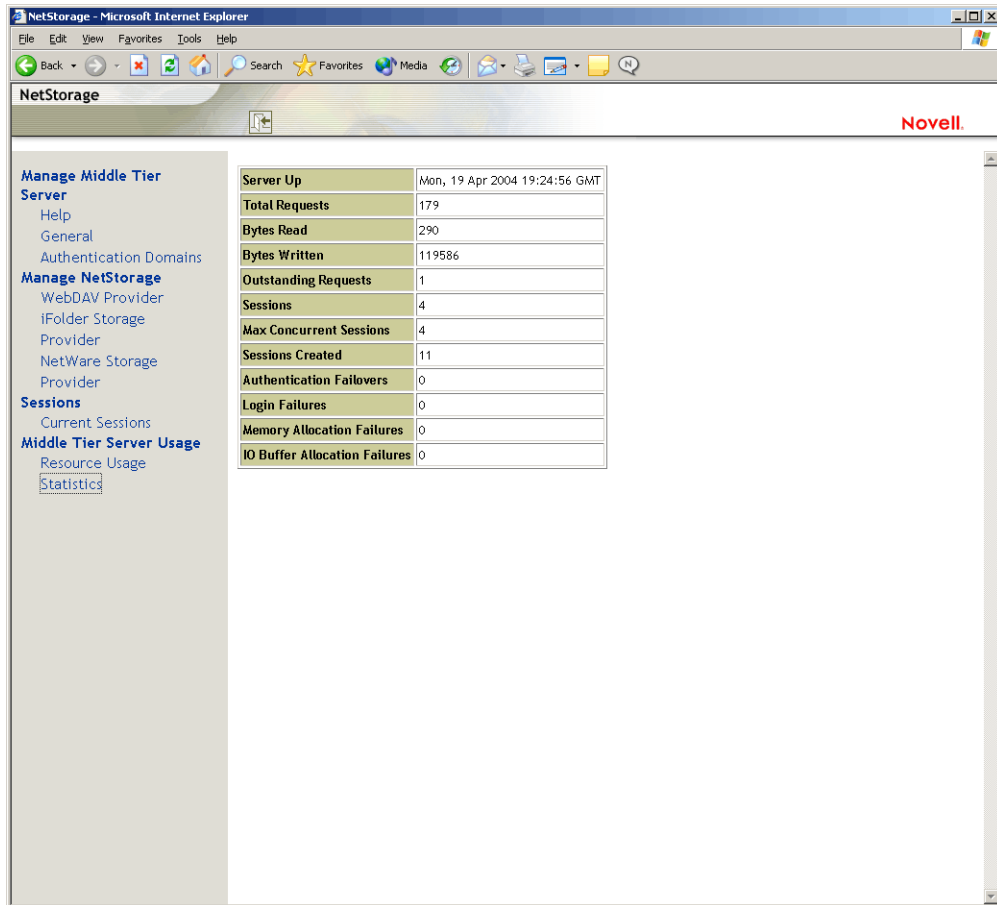 NetStorage - Microsoft Internet Explorer
File Edit View Favorites Tools Help
Back Search Favorites Media
N
NetStorage
Novell.
Manage Middle Tier
Server
Help
General
Authentication Domains
Manage NetStorage
WebDAV Provider
iFolder Storage
Provider
NetWare Storage
Provider
Sessions
Current Sessions
Middle Tier Server Usage
Resource Usage
Statistics
Server Up Mon, 19 Apr 2004 19:24:56 GMT
Total Requests 179
Bytes Read 290
Bytes Written 119586
Outstanding Requests 1
Sessions 4
Max Concurrent Sessions 4
Sessions Created 11
Authentication Failovers 0
Login Failures 0
Memory Allocation Failures 0
IO Buffer Allocation Failures 0